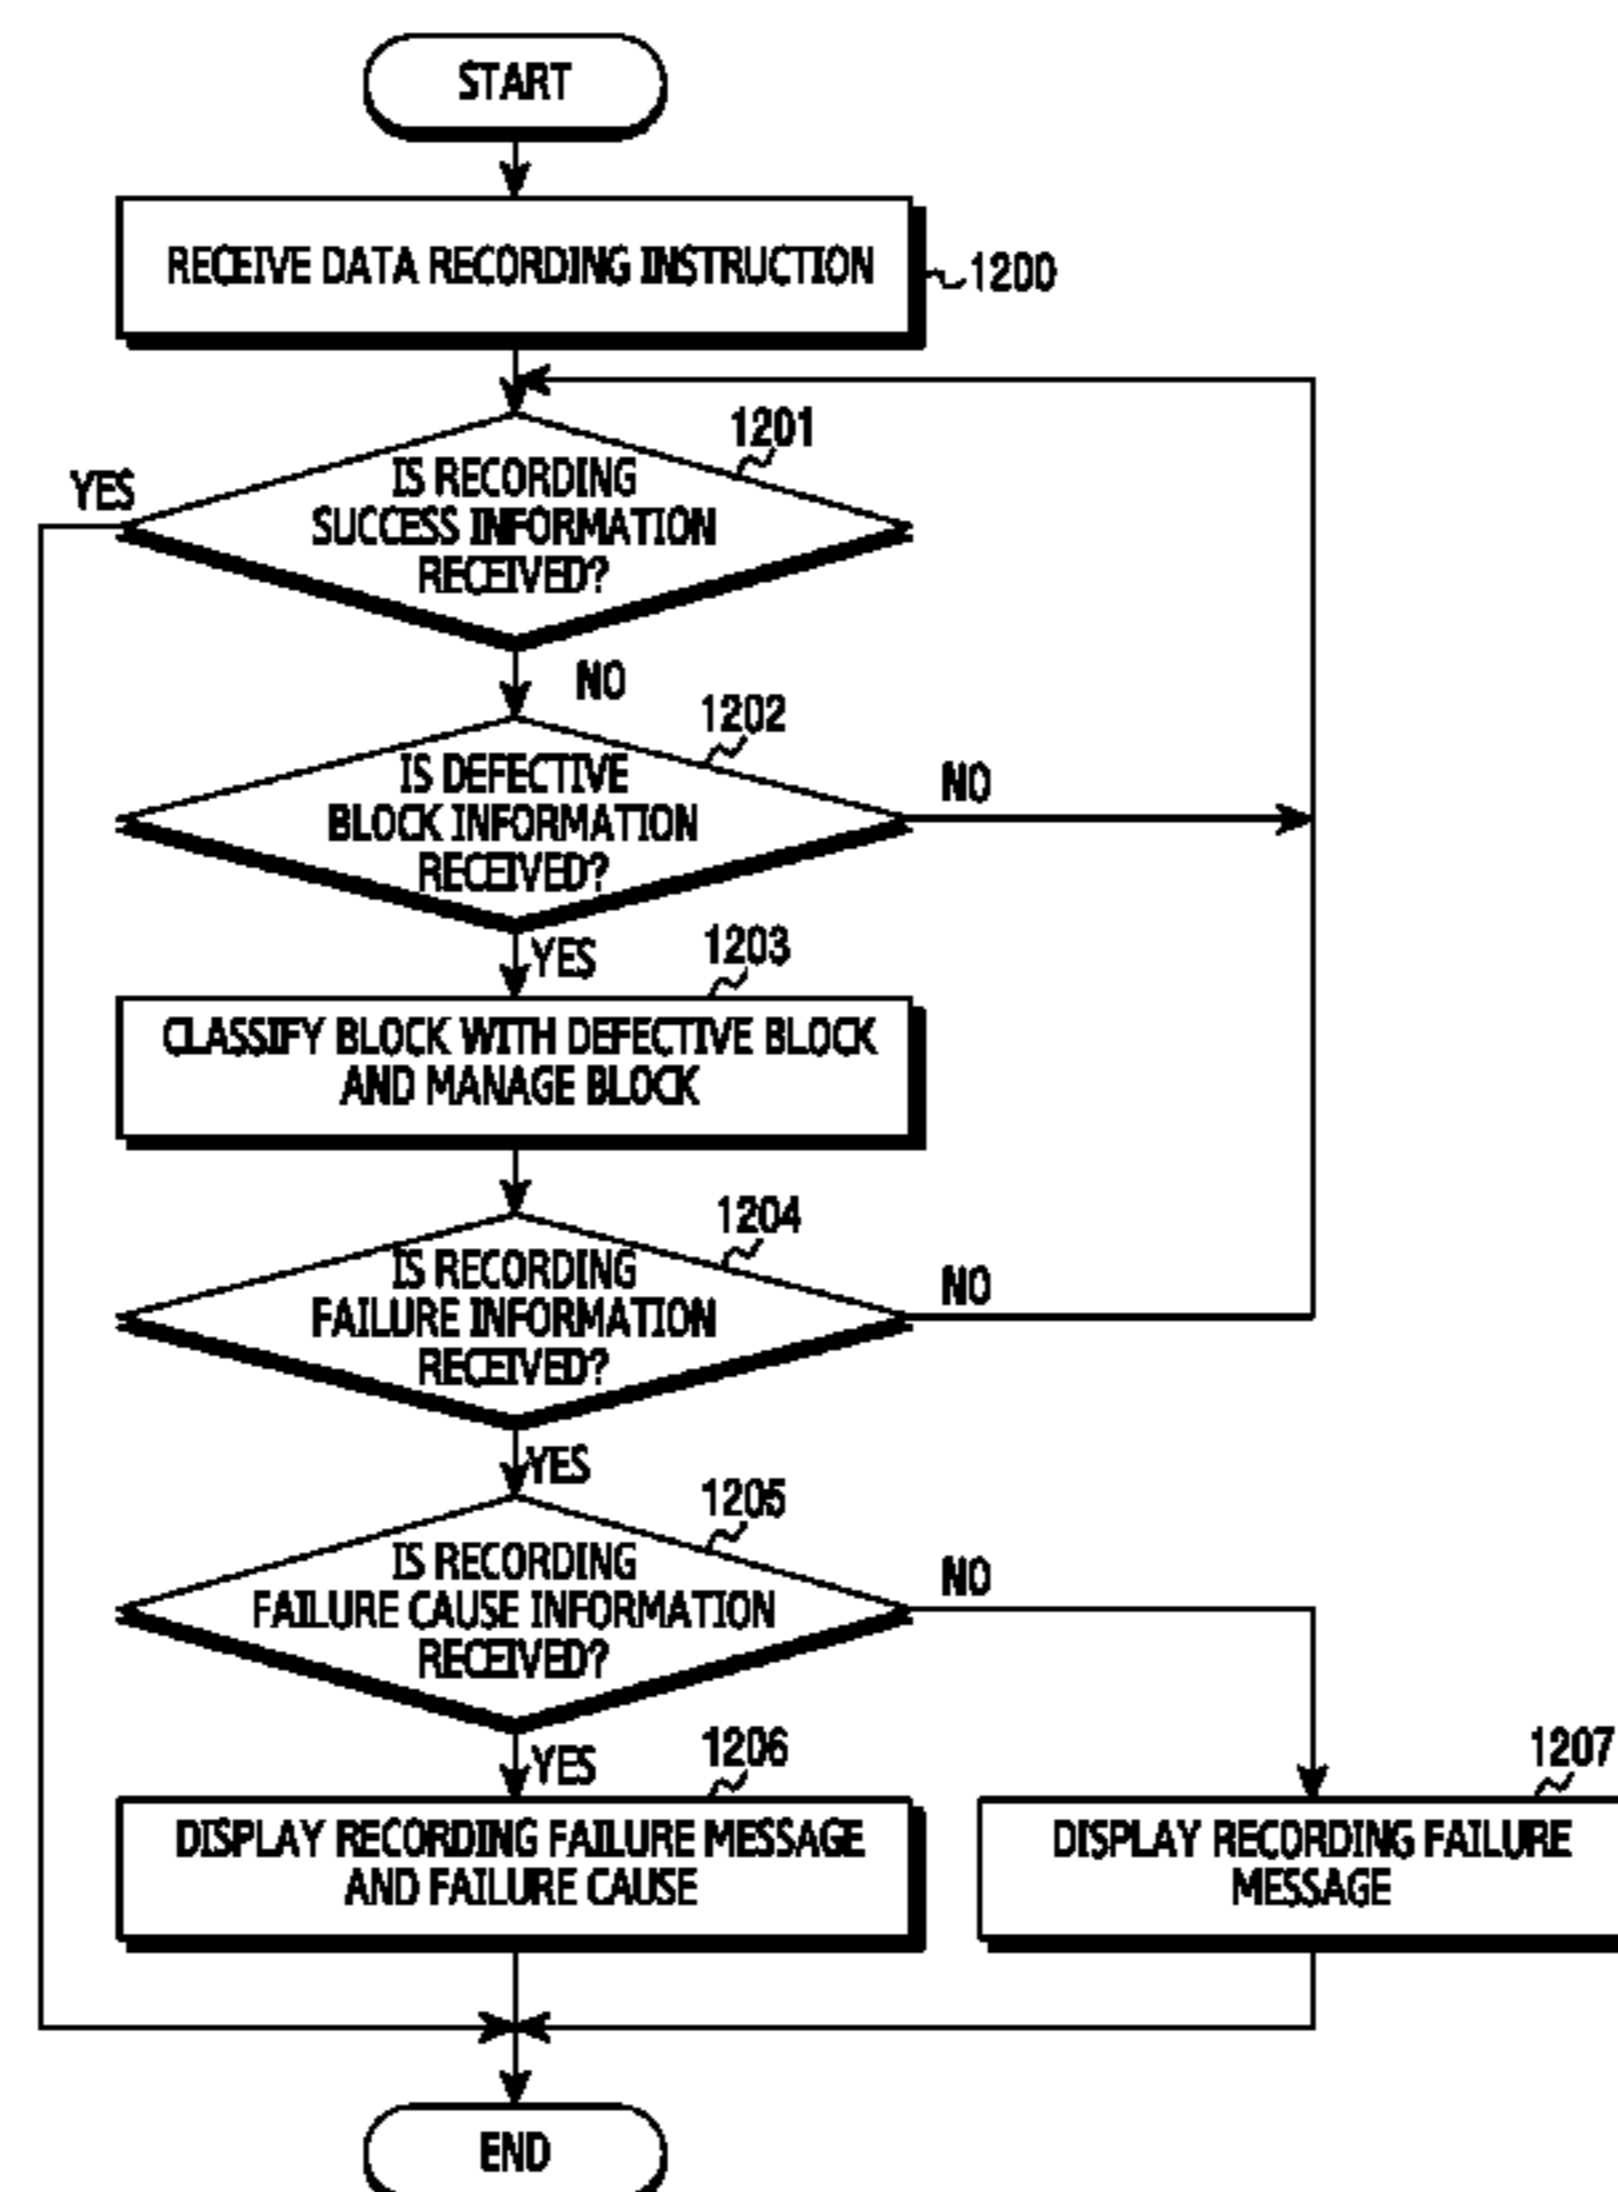 START
RECEIVE DATA RECORDING INSTRUCTION
1200
1201
YES
IS RECORDING
SUCCESS INFORMATION
RECEIVED?
NO
1202
IS DEFECTIVE
BLOCK INFORMATION
RECEIVED?
NO
YES
1203
CLASSIFY BLOCK WITH DEFECTIVE BLOCK
AND MANAGE BLOCK
1204
IS RECORDING
FAILURE INFORMATION
RECEIVED?
NO
YES
1205
IS RECORDING
FAILURE CAUSE INFORMATION
RECEIVED?
NO
YES
1206
DISPLAY RECORDING FAILURE MESSAGE
AND FAILURE CAUSE
1207
DISPLAY RECORDING FAILURE
MESSAGE
END